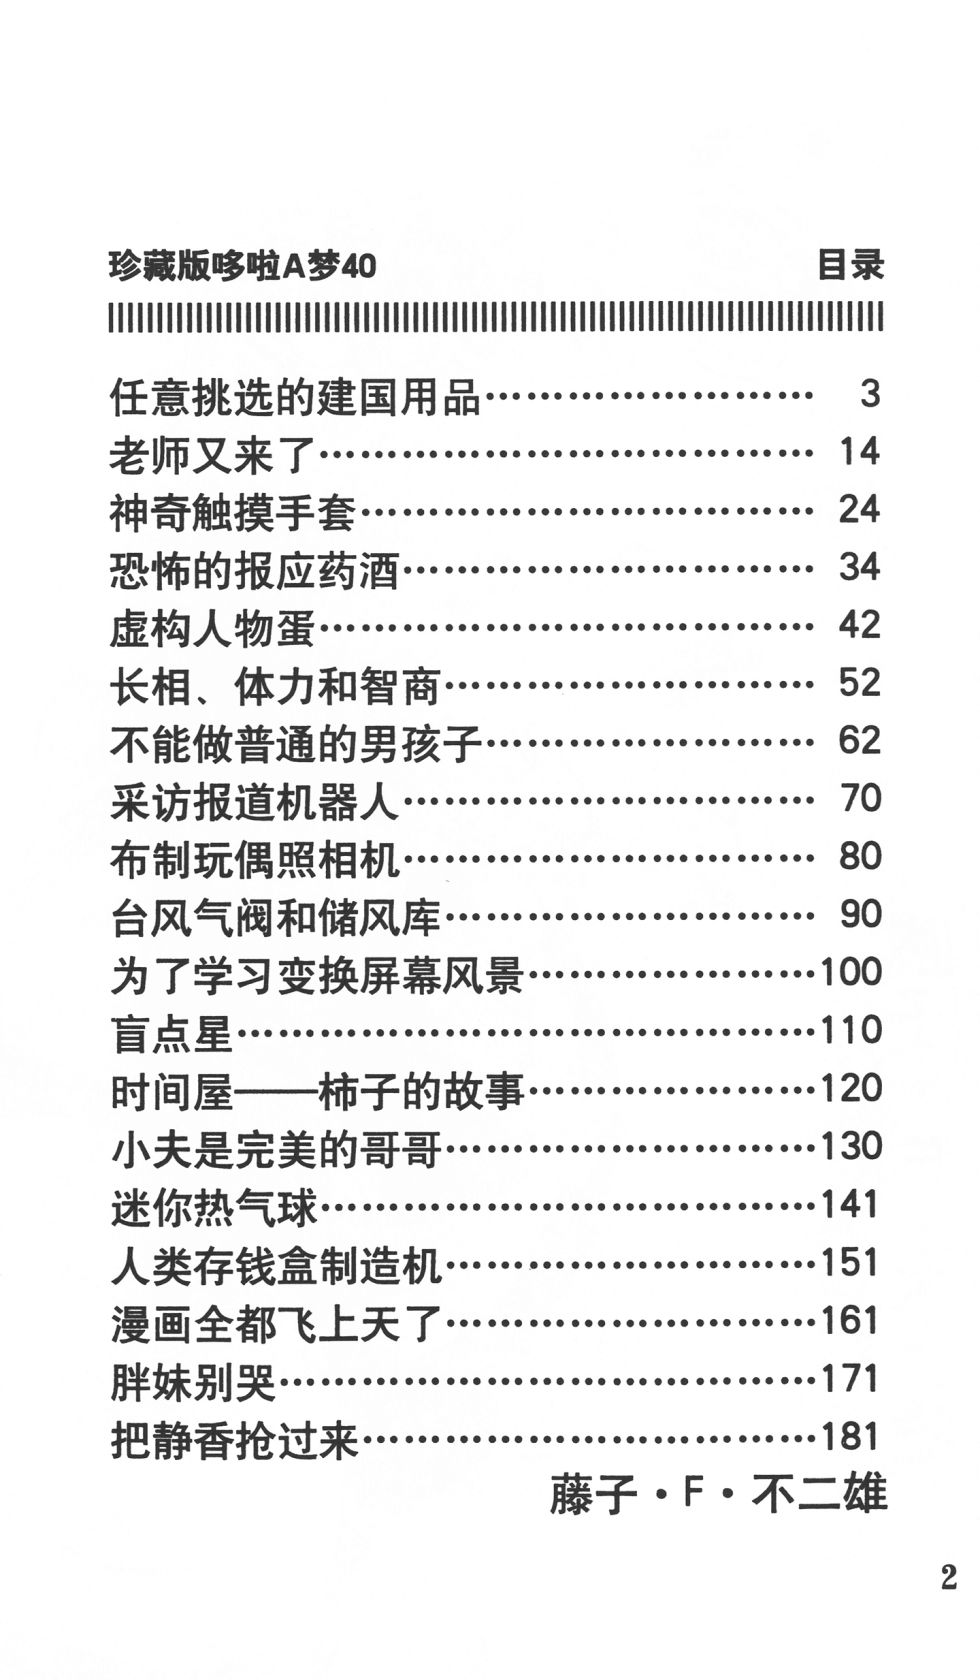 珍藏版哆啦A梦40 目录
任意挑选的建国用品……………………3
老师又来了……………………14
神奇触摸手套……………………24
恐怖的报应药酒……………………34
虚构人物蛋……………………42
长相、体力和智商……………………52
不能做普通的男孩子……………………62
采访报道机器人……………………70
布制玩偶照相机……………………80
台风气阀和储风库……………………90
为了学习变换屏幕风景……………………100
盲点星……………………110
时间屋——柿子的故事……………………120
小夫是完美的哥哥……………………130
迷你热气球……………………141
人类存钱盒制造机……………………151
漫画全都飞上天了……………………161
胖妹别哭……………………171
把静香抢过来……………………181
藤子·F·不二雄
2